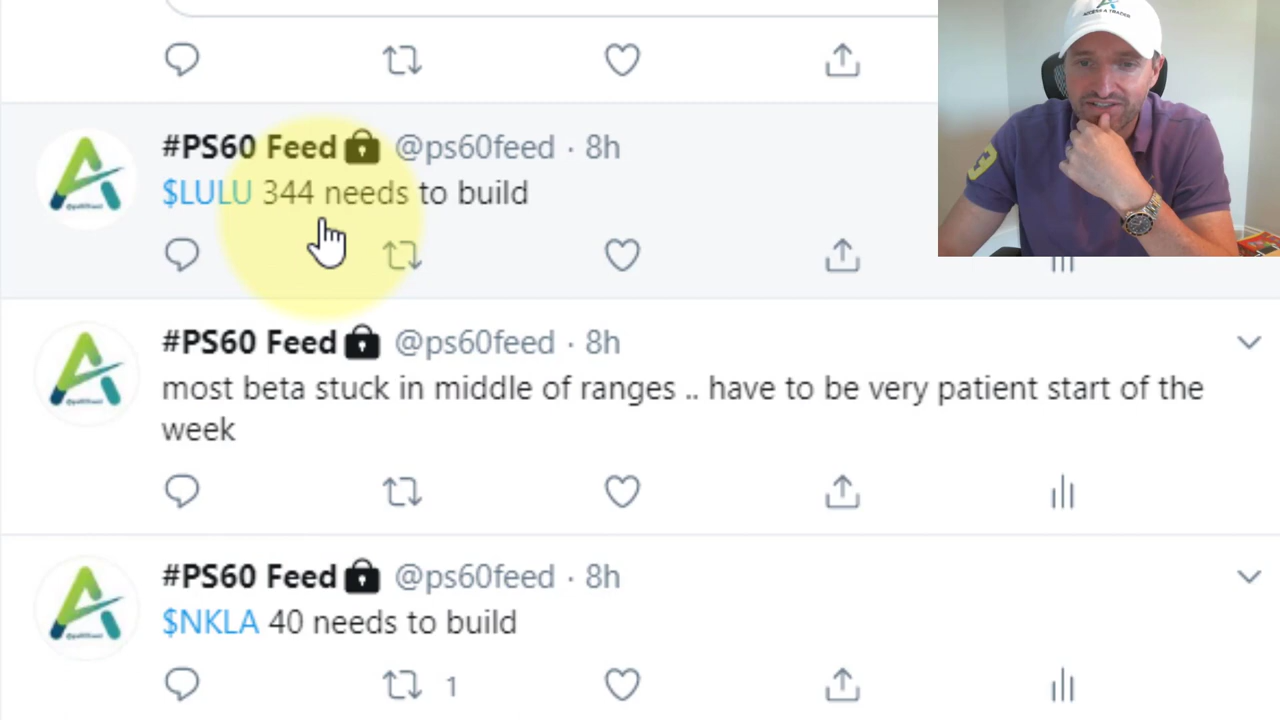 ACCESS A TRADER
#PS60 Feed @ps60feed · 8h
$LULU 344 needs to build
#PS60 Feed @ps60feed · 8h
most beta stuck in middle of ranges .. have to be very patient start of the
week
#PS60 Feed @ps60feed · 8h
$NKLA 40 needs to build
1